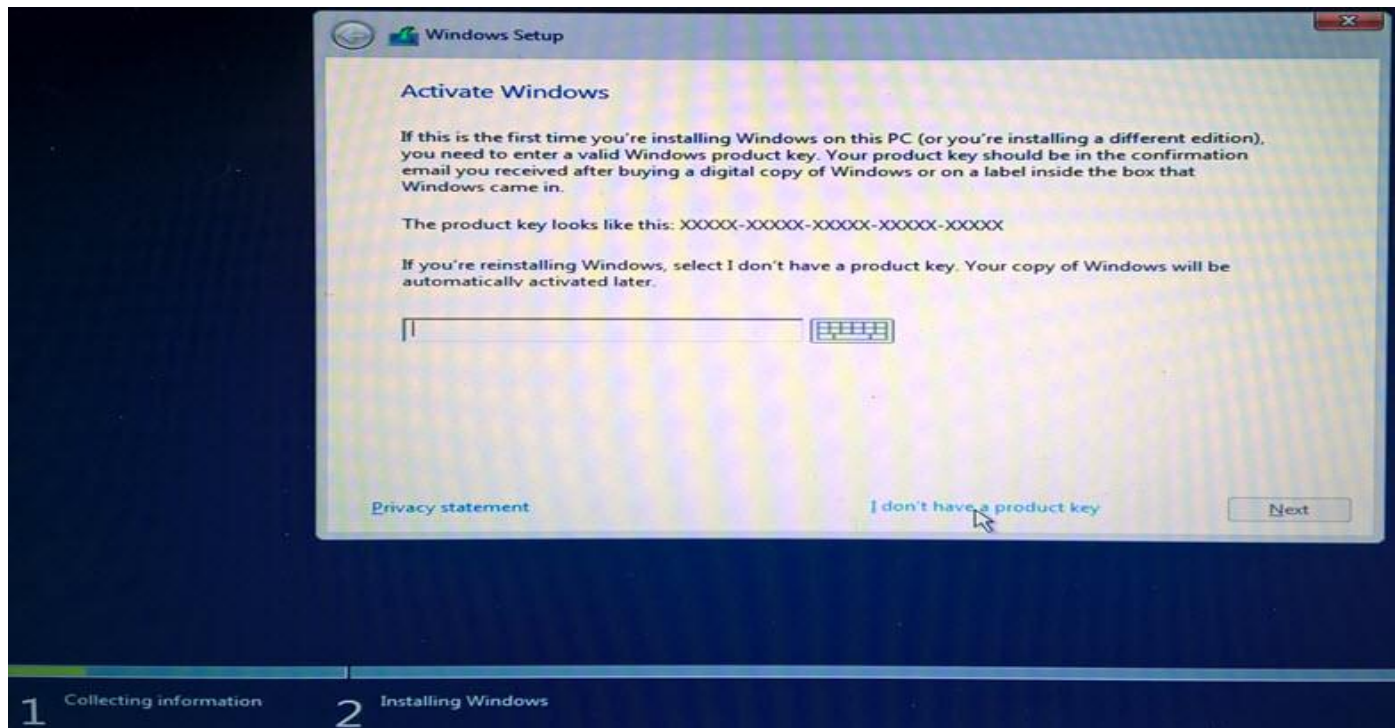 Windows Setup
Activate Windows
If this is the first time you're installing Windows on this PC (or you're installing a different edition),
you need to enter a valid Windows product key. Your product key should be in the confirmation
email you received after buying a digital copy of Windows or on a label inside the box that
Windows came in.
The product key looks like this: XXXXX-XXXXX-XXXXX-XXXXX-XXXXX
If you're reinstalling Windows, select I don't have a product key. Your copy of Windows will be
automatically activated later.
Privacy statement
I don't have a product key
Next
1 Collecting information
2 Installing Windows